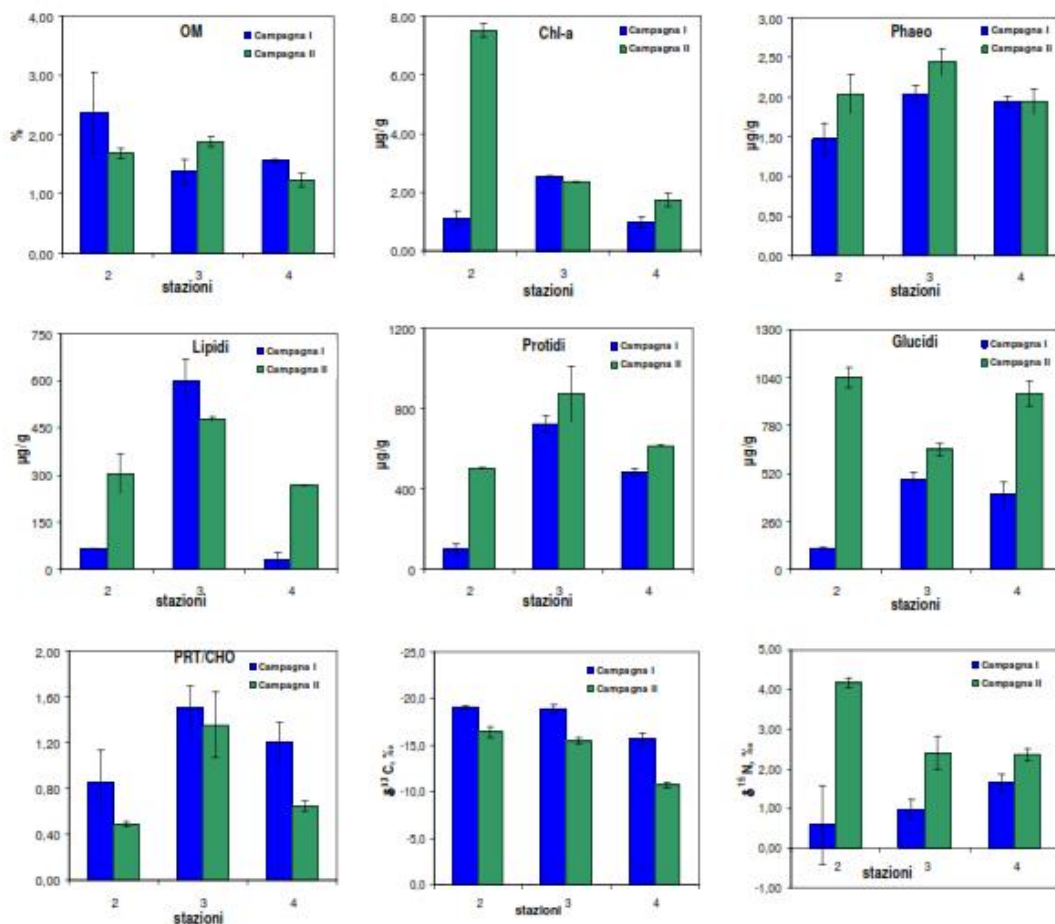 OM
Campagna I
Campagna II
4,00
3,00
2,00
1,00
0,00
%
2
3
4
stazioni
Chl-a
Campagna I
Campagna II
8,00
6,00
4,00
2,00
0,00
µg/g
2
3
4
stazioni
Phaeo
Campagna I
Campagna II
3,00
2,50
2,00
1,50
1,00
0,50
0,00
µg/g
2
3
4
stazioni
Lipidi
Campagna I
Campagna II
750
600
450
300
150
0
µg/g
2
3
4
stazioni
Protidi
Campagna I
Campagna II
1200
800
400
0
µg/g
2
3
4
stazioni
Glucidi
Campagna I
Campagna II
1300
1040
780
520
260
0
µg/g
2
3
4
stazioni
PRT/CHO
Campagna I
Campagna II
2,00
1,60
1,20
0,80
0,40
0,00
2
3
4
stazioni
Campagna I
Campagna II
-25,0
-20,0
-15,0
-10,0
-5,0
0,0
δ¹³C, ‰
2
3
4
stazioni
Campagna I
Campagna II
5,00
4,00
3,00
2,00
1,00
0,00
-1,00
δ¹⁵N, ‰
2
3
4
stazioni